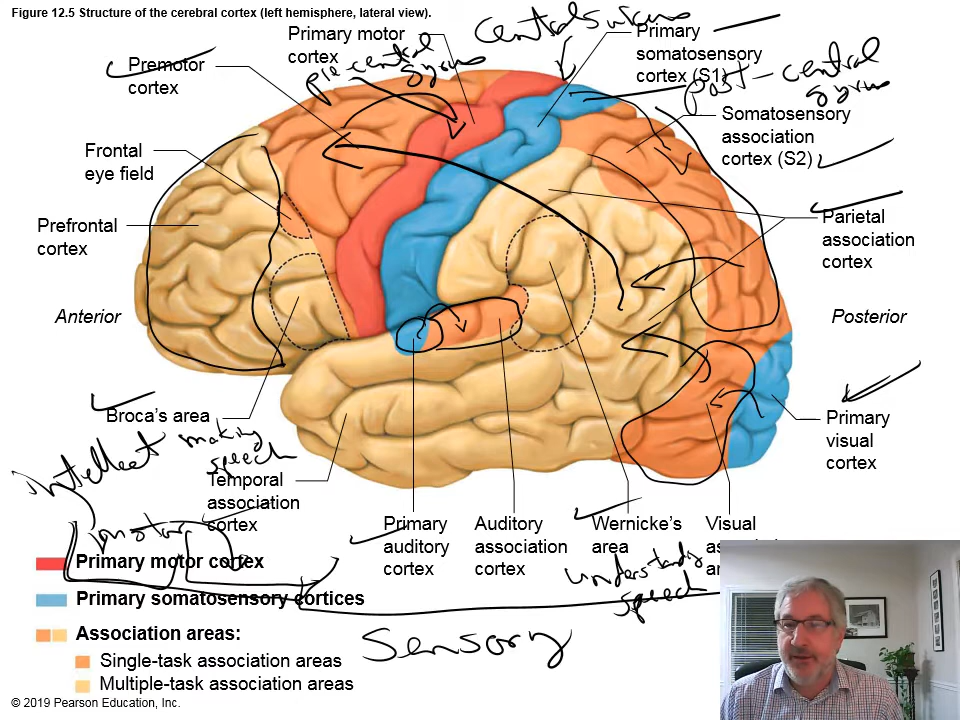 Figure 12.5 Structure of the cerebral cortex (left hemisphere, lateral view).
central sulcus
Primary motor
cortex
Primary
somatosensory
cortex (S1)
Premotor
cortex
pre-central
gyrus
post-central
gyrus
Somatosensory
association
cortex (S2)
Frontal
eye field
Prefrontal
cortex
Parietal
association
cortex
Anterior
Posterior
Broca's area
making
speech
intellect
Primary
visual
cortex
Temporal
association
cortex
motor
Primary
auditory
cortex
Auditory
association
cortex
Wernicke's
area
Visual
understanding
speech
Primary motor cortex
Primary somatosensory cortices
Sensory
Association areas:
Single-task association areas
Multiple-task association areas
© 2019 Pearson Education, Inc.